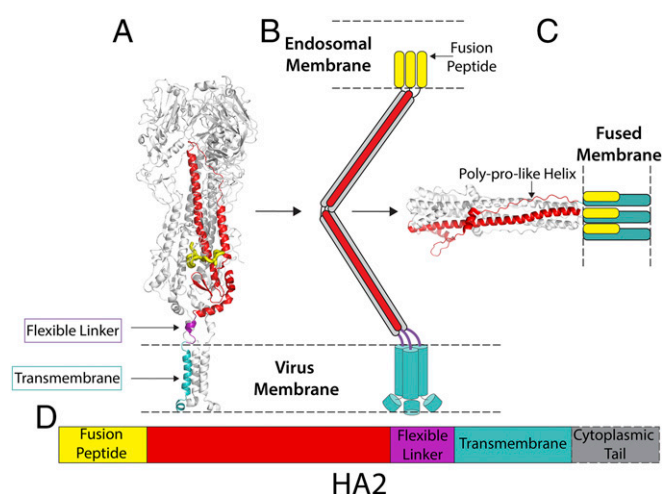 A
B
C
Endosomal
Membrane
Fusion
Peptide
Fused
Membrane
Poly-pro-like Helix
Flexible Linker
Transmembrane
Virus
Membrane
D
Fusion
Peptide
Flexible
Linker
Transmembrane
Cytoplasmic
Tail
HA2